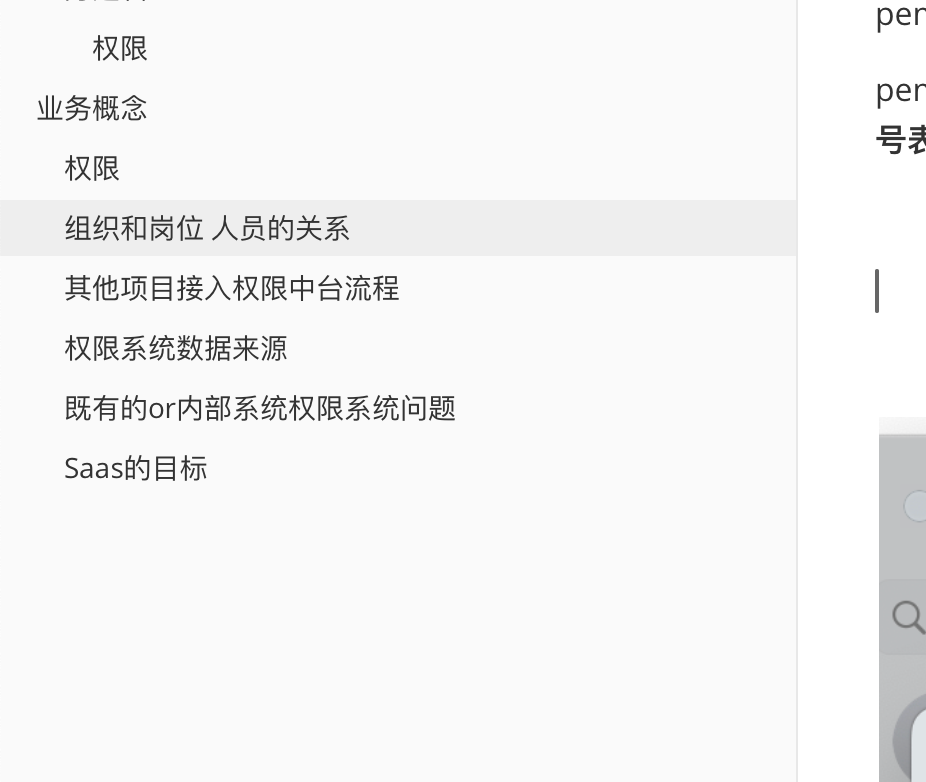 权限
业务概念
权限
组织和岗位 人员的关系
其他项目接入权限中台流程
权限系统数据来源
既有的or内部系统权限系统问题
Saas的目标
per
per
号表